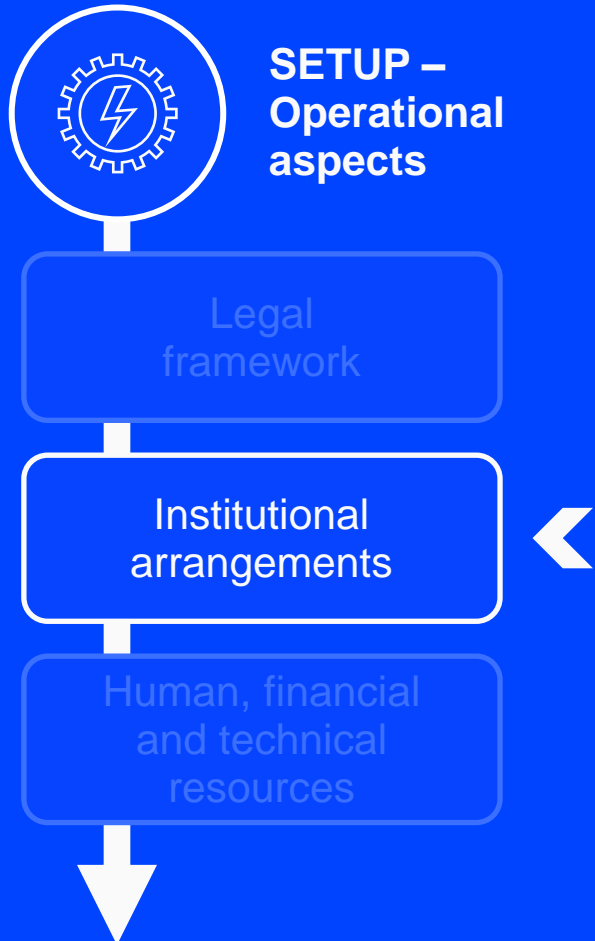 SETUP –
Operational
aspects
Legal
framework
Institutional
arrangements
Human, financial
and technical
resources